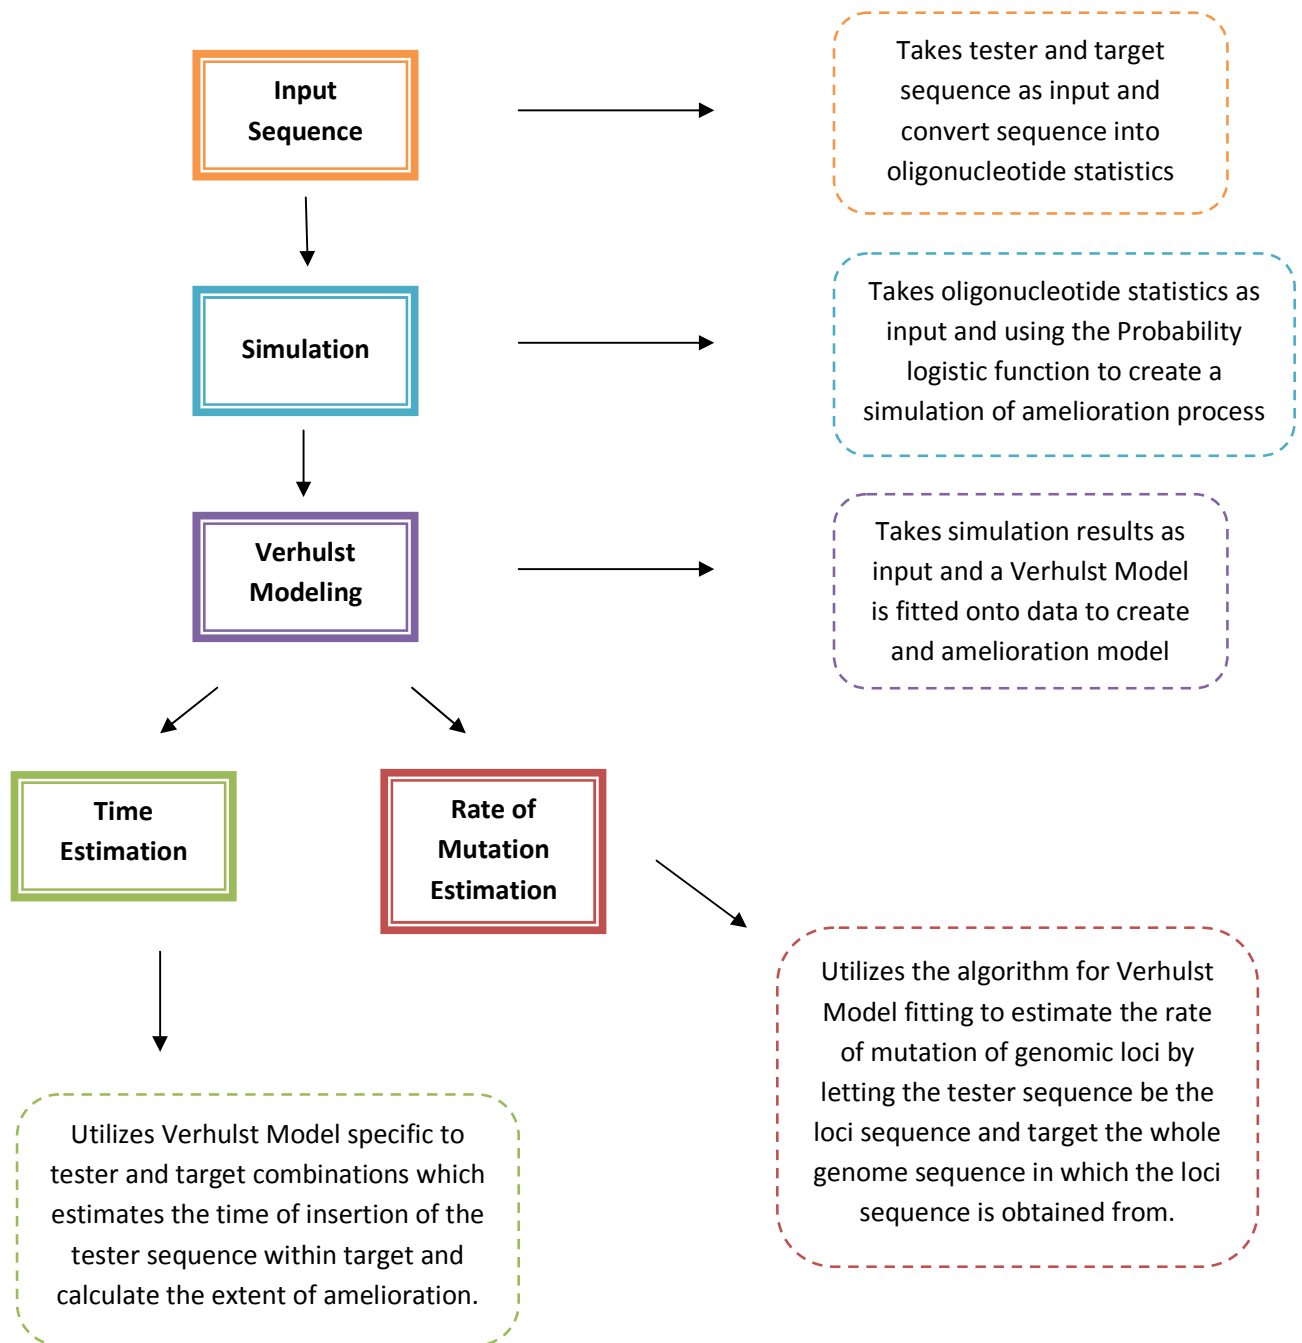 Input
Sequence
Takes tester and target
sequence as input and
convert sequence into
oligonucleotide statistics
Simulation
Takes oligonucleotide statistics as
input and using the Probability
logistic function to create a
simulation of amelioration process
Verhulst
Modeling
Takes simulation results as
input and a Verhulst Model
is fitted onto data to create
and amelioration model
Time
Estimation
Rate of
Mutation
Estimation
Utilizes Verhulst Model specific to
tester and target combinations which
estimates the time of insertion of the
tester sequence within target and
calculate the extent of amelioration.
Utilizes the algorithm for Verhulst
Model fitting to estimate the rate
of mutation of genomic loci by
letting the tester sequence be the
loci sequence and target the whole
genome sequence in which the loci
sequence is obtained from.